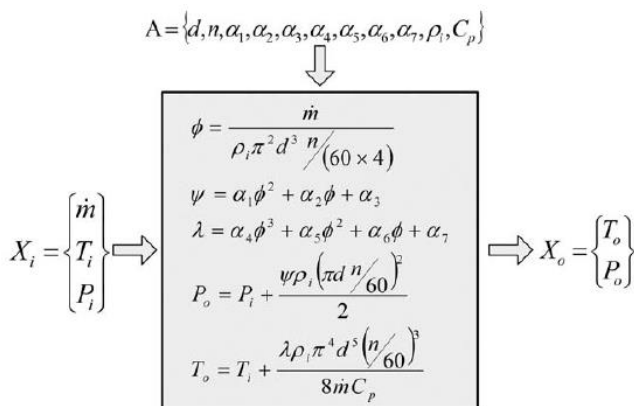 A = {d, n, α₁, α₂, α₃, α₄, α₅, α₆, α₇, ρᵢ, Cₚ}
ϕ = ṁ / (ρᵢ π² d³ n/(60 × 4))
ψ = α₁ϕ² + α₂ϕ + α₃
λ = α₄ϕ³ + α₅ϕ² + α₆ϕ + α₇
Xᵢ = {ṁ Tᵢ Pᵢ}
Pₒ = Pᵢ + ψρᵢ(πd n/60)² / 2
Tₒ = Tᵢ + λρᵢπ⁴d⁵(n/60)³ / 8ṁCₚ
Xₒ = {Tₒ Pₒ}